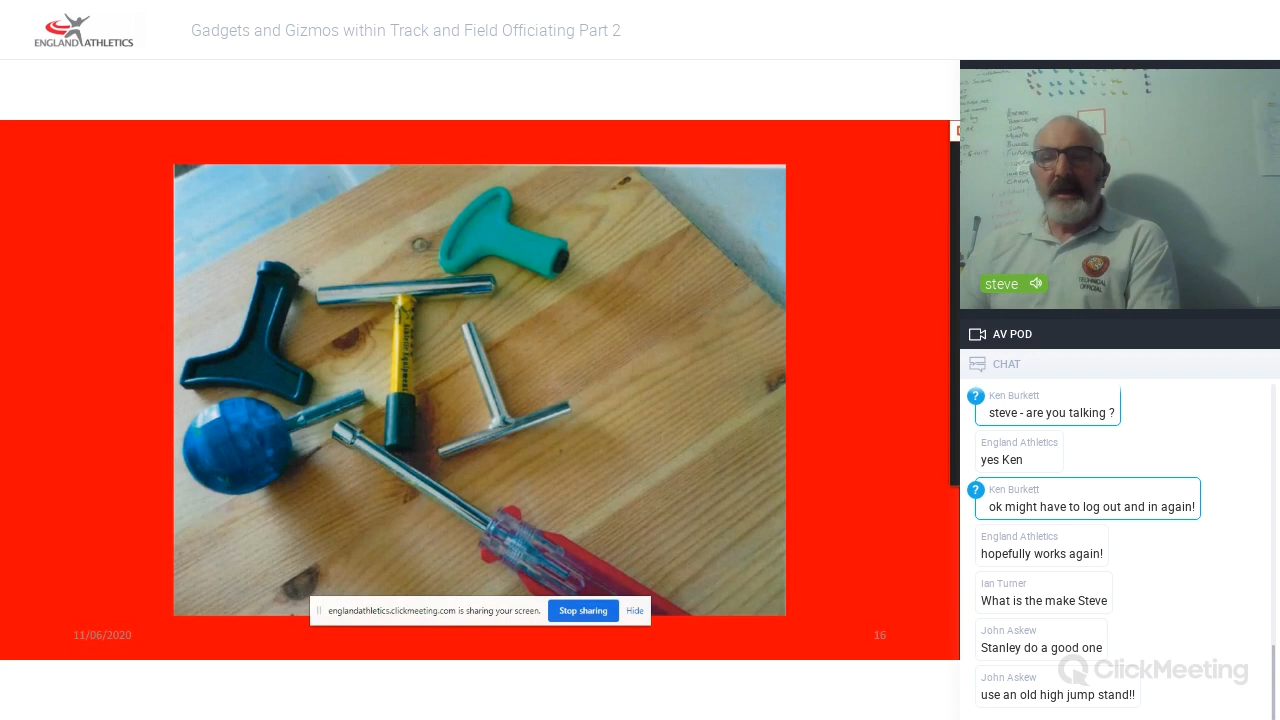 ENGLAND ATHLETICS
Gadgets and Gizmos within Track and Field Officiating Part 2
TECHNICAL
OFFICIAL
steve
AV POD
CHAT
Ken Burkett
? steve - are you talking ?
England Athletics
yes Ken
Ken Burkett
? ok might have to log out and in again!
England Athletics
hopefully works again!
Ian Turner
What is the make Steve
John Askew
Stanley do a good one
John Askew
use an old high jump stand!!
ClickMeeting
englandathletics.clickmeeting.com is sharing your screen.
Stop sharing
Hide
11/06/2020
16